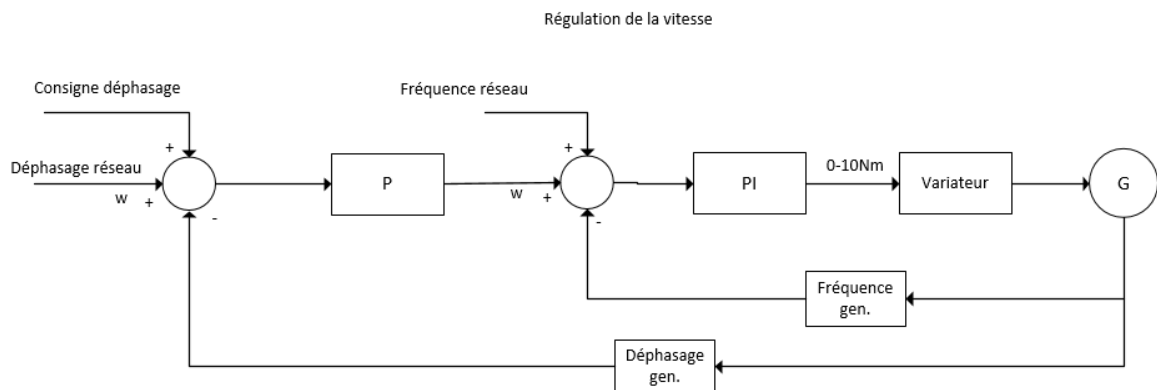 Régulation de la vitesse
Consigne déphasage
Fréquence réseau
+
+
Déphasage réseau
P
PI
0-10Nm
Variateur
G
w
+
-
w
+
-
Fréquence
gen.
Déphasage
gen.